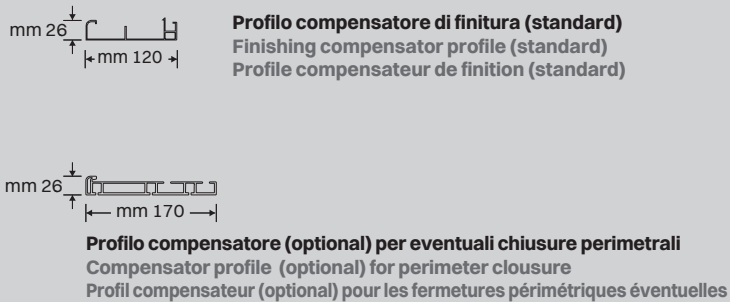 mm 26
mm 120
Profilo compensatore di finitura (standard)
Finishing compensator profile (standard)
Profile compensateur de finition (standard)
mm 26
mm 170
Profilo compensatore (optional) per eventuali chiusure perimetrali
Compensator profile (optional) for perimeter clousure
Profil compensateur (optional) pour les fermetures périmétriques éventuelles